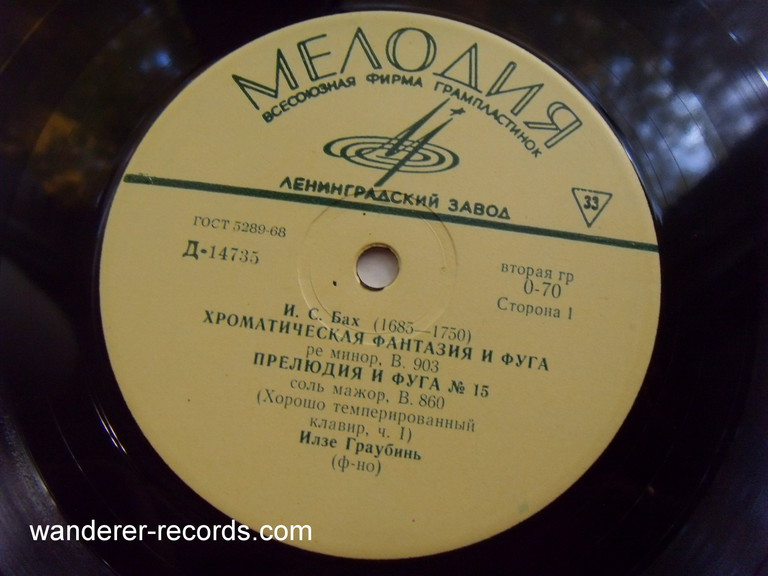 МЕЛОДИЯ
ВСЕСОЮЗНАЯ ФИРМА ГРАМПЛАСТИНОК
ЛЕНИНГРАДСКИЙ ЗАВОД
33
ГОСТ 5289-68
Д-14735
вторая гр
0-70
Сторона 1
И. С. Бах (1685—1750)
ХРОМАТИЧЕСКАЯ ФАНТАЗИЯ И ФУГА
ре минор, В. 903
ПРЕЛЮДИЯ И ФУГА № 15
соль мажор, В. 860
(Хорошо темперированный
клавир, ч. I)
Илзе Граубинь
(ф-но)
wanderer-records.com